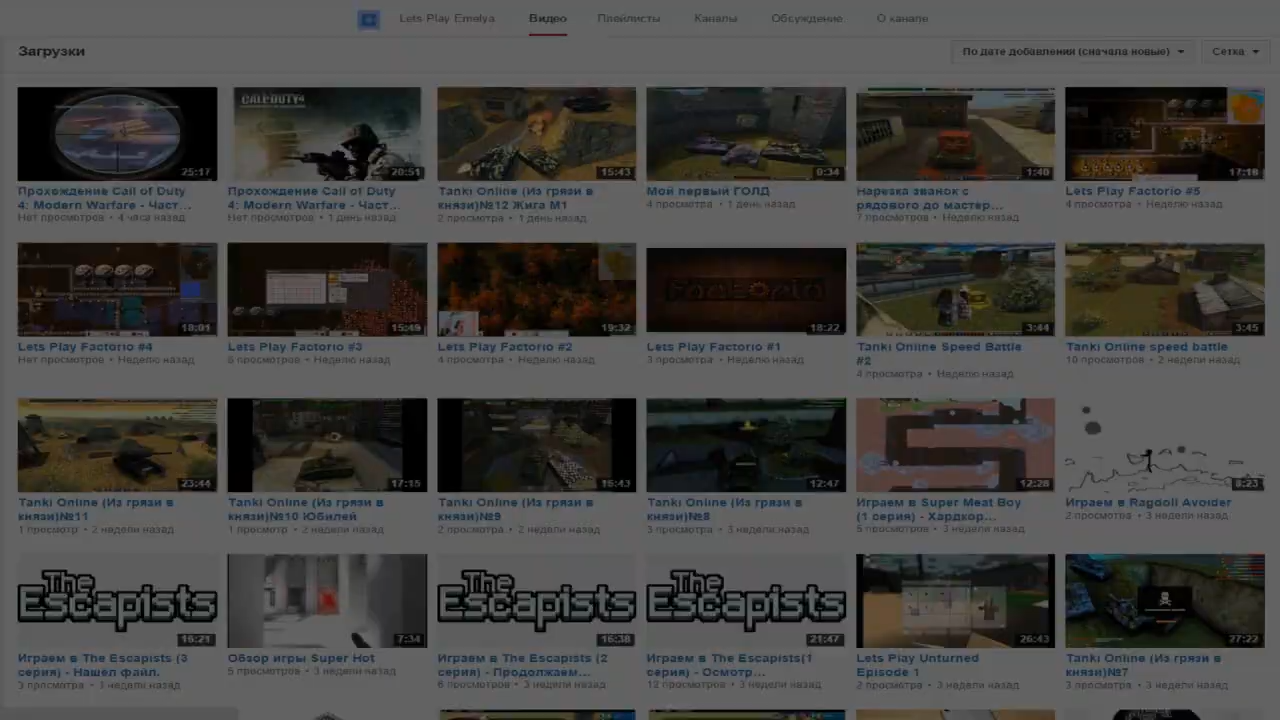 Lets Play Emelya Видео Плейлисты Каналы Обсуждение О канале
Загрузки По дате добавления (сначала новые) Сетка
CALL OF DUTY 4
25:17 20:51 15:43 0:34 1:40 17:18
Прохождение Call of Duty 4: Modern Warfare - Част...
Нет просмотров • 4 часа назад
Прохождение Call of Duty 4: Modern Warfare - Част...
Нет просмотров • 1 день назад
Tanki Online (Из грязи в князи)№12 Жига М1
2 просмотра • 1 день назад
Мой первый ГОЛД
4 просмотра • 1 день назад
Нарезка званок с рядового до мастер...
7 просмотров • Неделю назад
Lets Play Factorio #5
4 просмотра • Неделю назад
Factorio
18:01 15:49 19:32 18:22 3:44 3:45
Lets Play Factorio #4
Нет просмотров • Неделю назад
Lets Play Factorio #3
6 просмотров • Неделю назад
Lets Play Factorio #2
4 просмотра • Неделю назад
Lets Play Factorio #1
3 просмотра • Неделю назад
Tanki Online Speed Battle #2
4 просмотра • Неделю назад
Tanki Online speed battle
10 просмотров • 2 недели назад
23:44 17:15 15:43 12:47 12:28 8:23
Tanki Online (Из грязи в князи)№11
1 просмотр • 2 недели назад
Tanki Online (Из грязи в князи)№10 Юбилей
1 просмотр • 2 недели назад
Tanki Online (Из грязи в князи)№9
2 просмотра • 2 недели назад
Tanki Online (Из грязи в князи)№8
3 просмотра • 3 недели назад
Играем в Super Meat Boy (1 серия) - Хардкор...
5 просмотров • 3 недели назад
Играем в Ragdoll Avoider
2 просмотра • 3 недели назад
The Escapists The Escapists The Escapists
16:21 7:34 16:38 21:47 26:43 27:22
Играем в The Escapists (3 серия) - Нашел файл.
3 просмотра • 3 недели назад
Обзор игры Super Hot
5 просмотров • 3 недели назад
Играем в The Escapists (2 серия) - Продолжаем...
6 просмотров • 3 недели назад
Играем в The Escapists(1 серия) - Осмотр...
12 просмотров • 3 недели назад
Lets Play Unturned Episode 1
2 просмотра • 3 недели назад
Tanki Online (Из грязи в князи)№7
3 просмотра • 3 недели назад